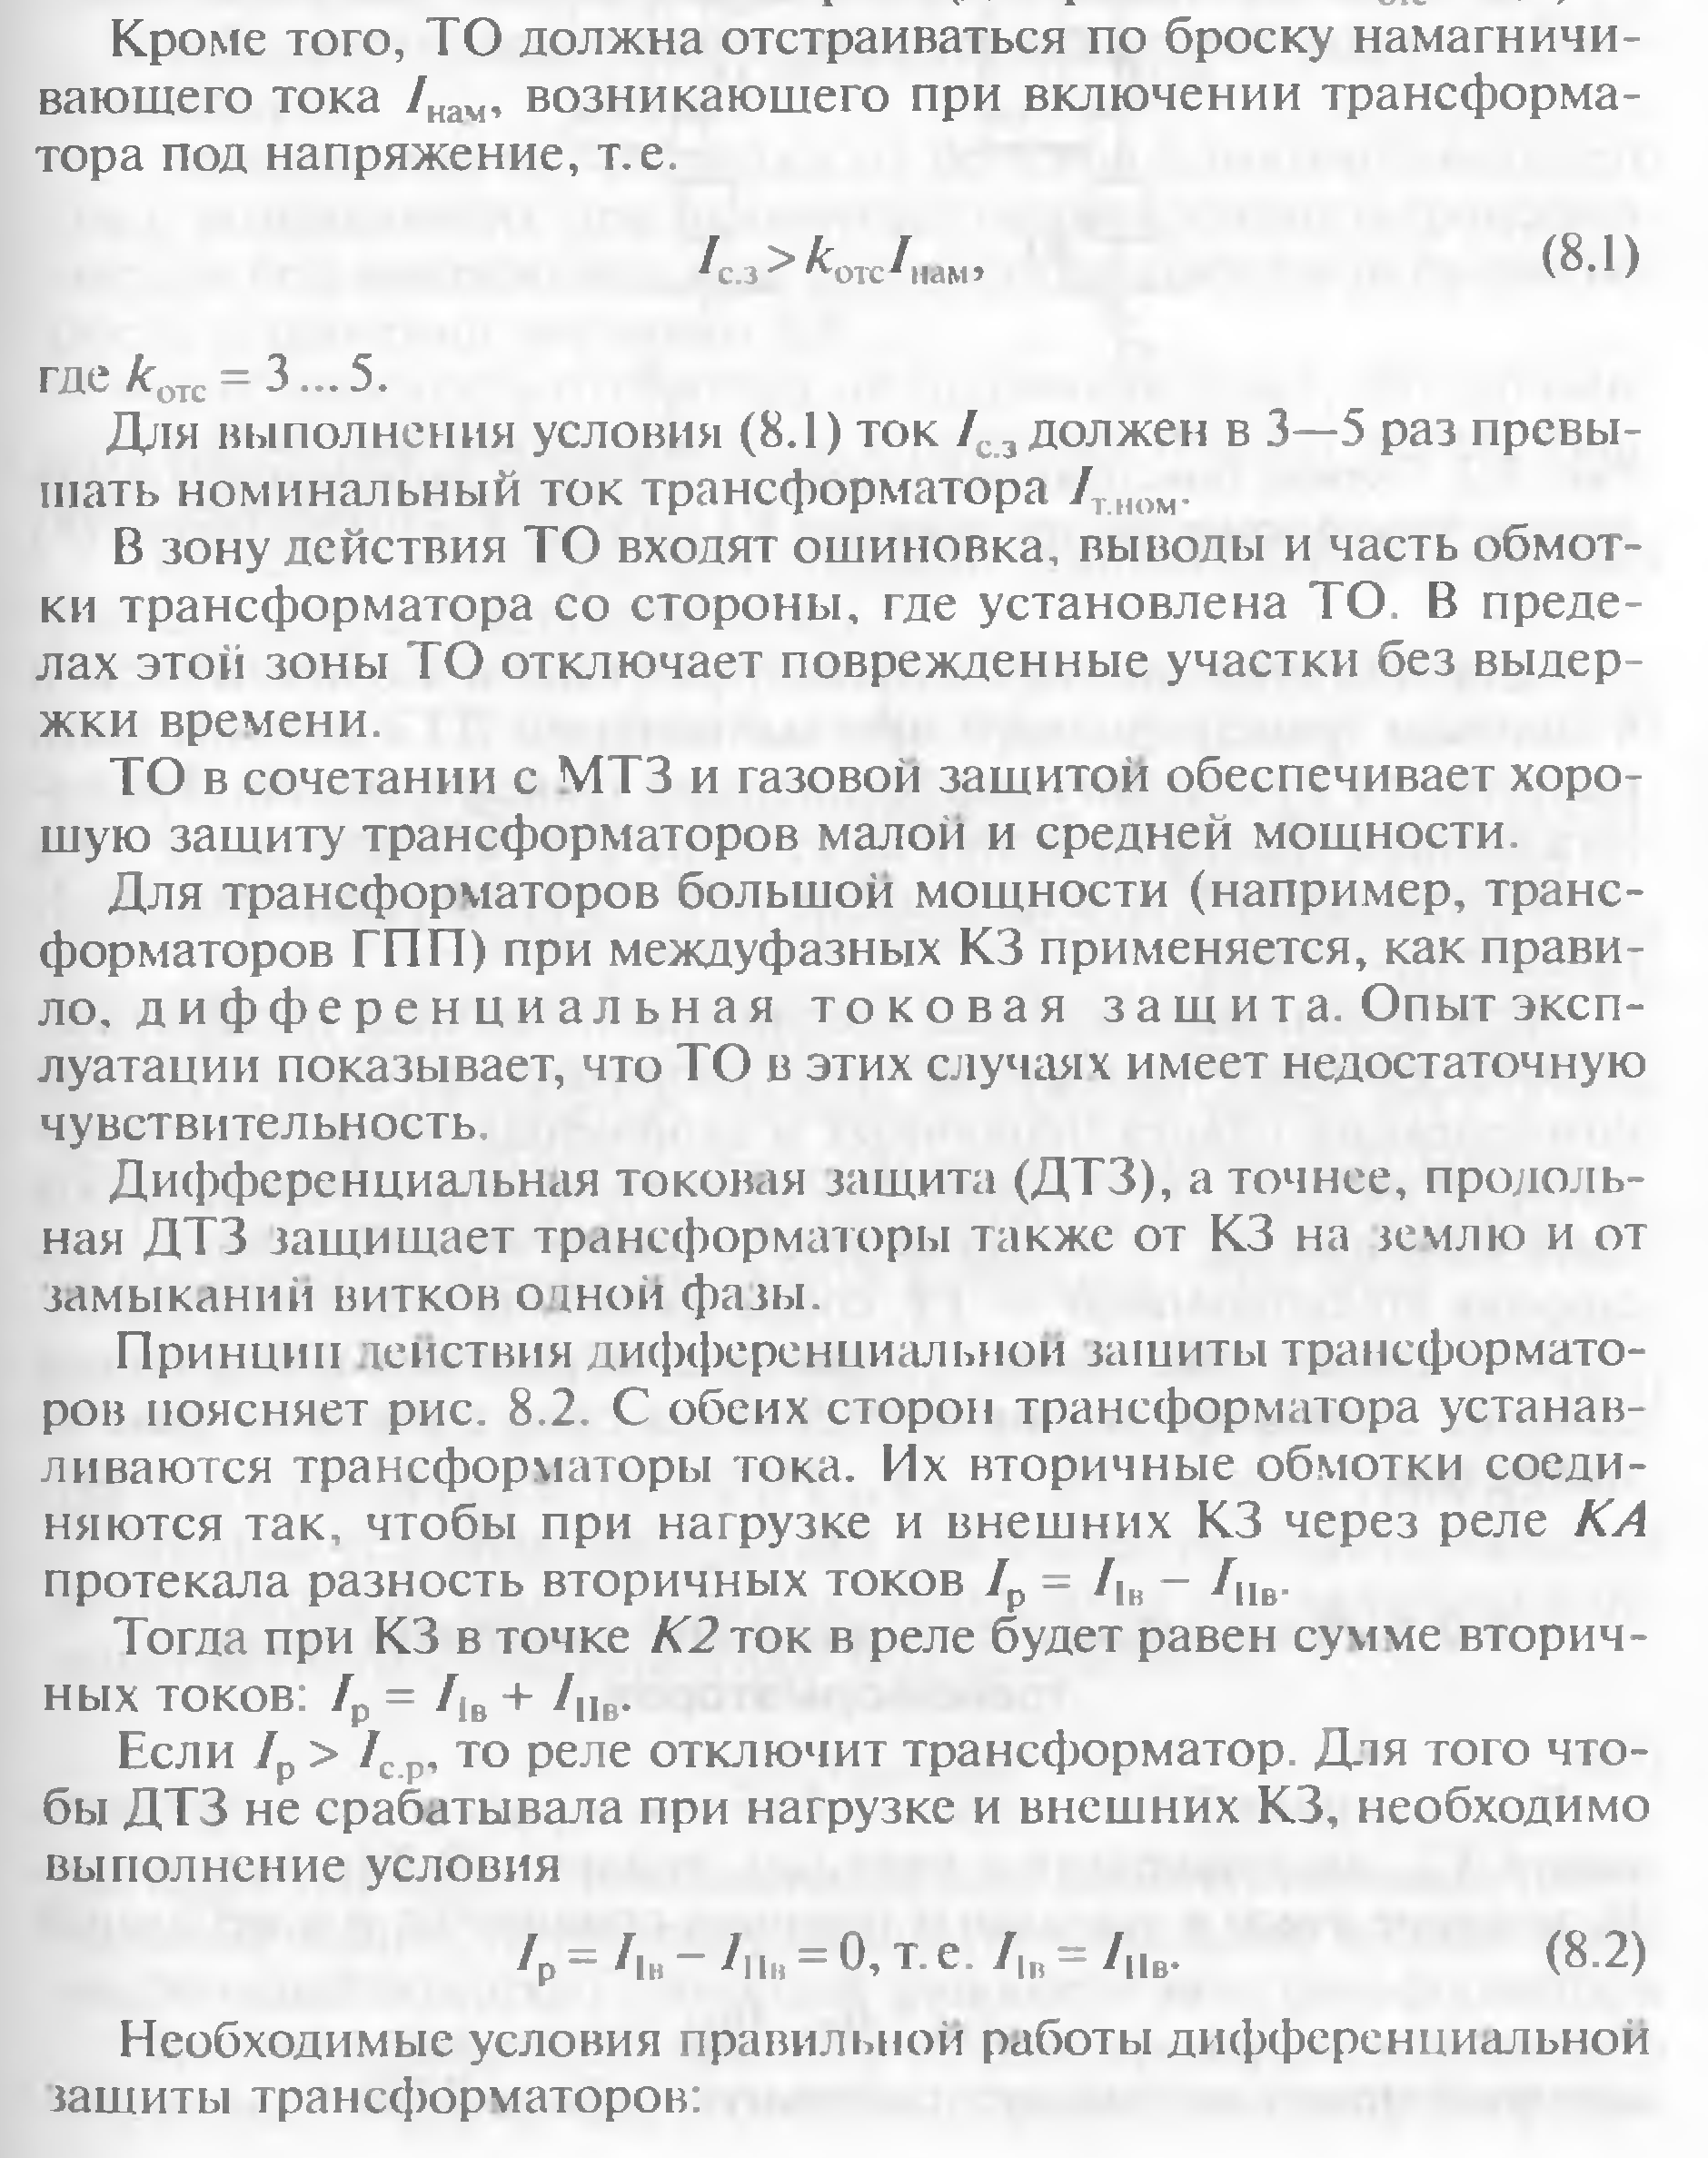 Кроме того, ТО должна отстраиваться по броску намагничи-
вающего тока Iнам, возникающего при включении трансформа-
тора под напряжение, т.е.
Iс.з > kотсIнам, (8.1)
где kотс = 3...5.
Для выполнения условия (8.1) ток Iс.з должен в 3—5 раз превы-
шать номинальный ток трансформатора Iт.ном.
В зону действия ТО входят ошиновка, выводы и часть обмот-
ки трансформатора со стороны, где установлена ТО. В преде-
лах этой зоны ТО отключает поврежденные участки без выдер-
жки времени.
ТО в сочетании с МТЗ и газовой защитой обеспечивает хоро-
шую защиту трансформаторов малой и средней мощности.
Для трансформаторов большой мощности (например, транс-
форматоров ГПП) при междуфазных КЗ применяется, как прави-
ло, дифференциальная токовая защита. Опыт эксп-
луатации показывает, что ТО в этих случаях имеет недостаточную
чувствительность.
Дифференциальная токовая защита (ДТЗ), а точнее, продоль-
ная ДТЗ защищает трансформаторы также от КЗ на землю и от
замыканий витков одной фазы.
Принцип действия дифференциальной защиты трансформато-
ров поясняет рис. 8.2. С обеих сторон трансформатора устанав-
ливаются трансформаторы тока. Их вторичные обмотки соеди-
няются так, чтобы при нагрузке и внешних КЗ через реле KA
протекала разность вторичных токов Iр = IIв − IIIв.
Тогда при КЗ в точке K2 ток в реле будет равен сумме вторич-
ных токов: Iр = IIв + IIIв.
Если Iр > Iс.р, то реле отключит трансформатор. Для того что-
бы ДТЗ не срабатывала при нагрузке и внешних КЗ, необходимо
выполнение условия
Iр = IIв − IIIв = 0, т.е. IIв = IIIв. (8.2)
Необходимые условия правильной работы дифференциальной
защиты трансформаторов: